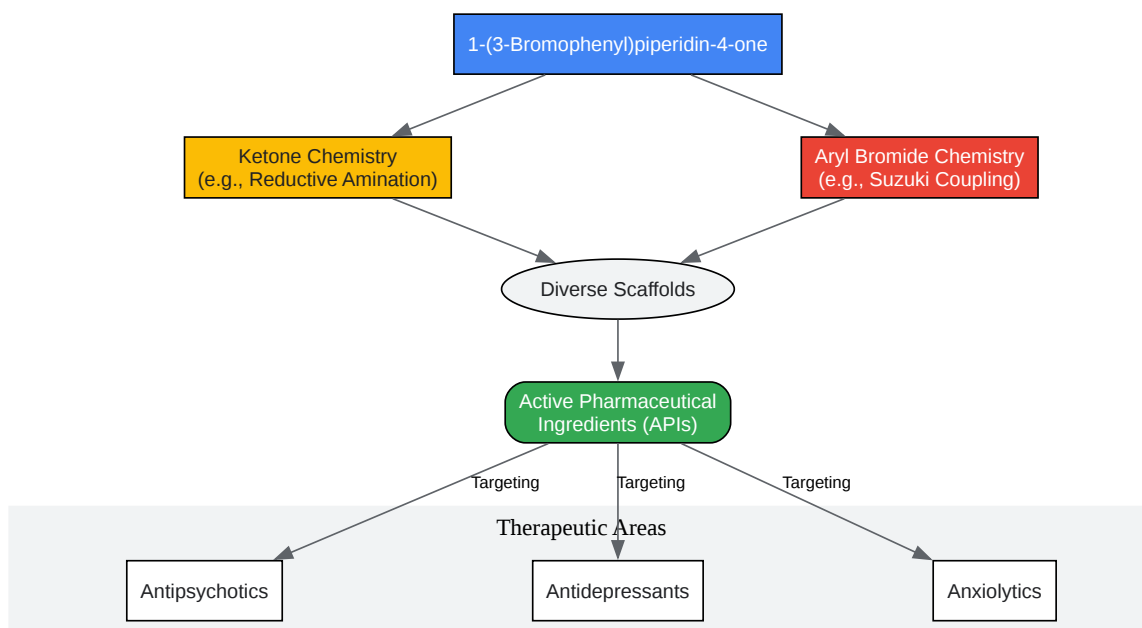 1-(3-Bromophenyl)piperidin-4-one
Ketone Chemistry
(e.g., Reductive Amination)
Aryl Bromide Chemistry
(e.g., Suzuki Coupling)
Diverse Scaffolds
Active Pharmaceutical
Ingredients (APIs)
Targeting
Targeting
Targeting
Therapeutic Areas
Antipsychotics
Antidepressants
Anxiolytics